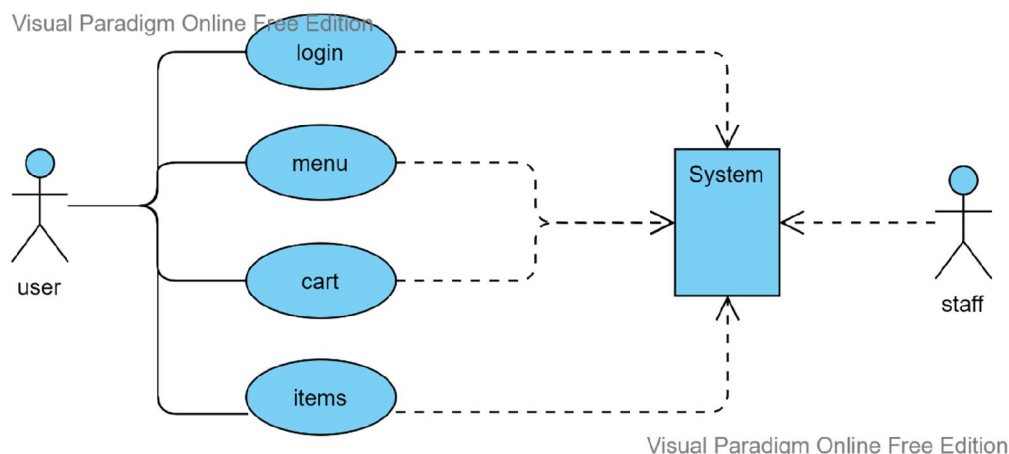 Visual Paradigm Online Free Edition
login
menu
System
user
cart
staff
items
Visual Paradigm Online Free Edition